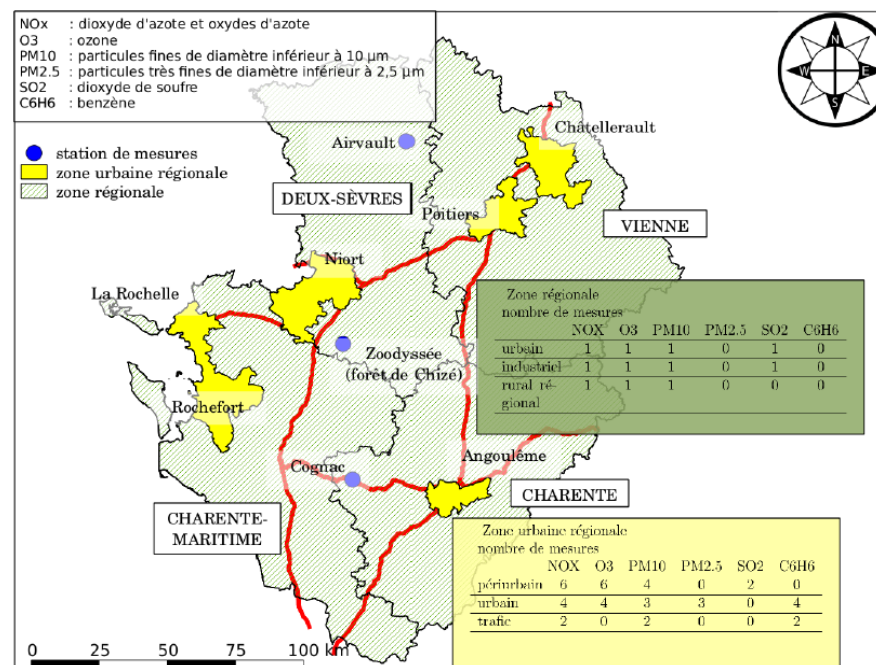 NOx : dioxyde d'azote et oxydes d'azote
O3 : ozone
PM10 : particules fines de diamètre inférieur à 10 µm
PM2.5 : particules très fines de diamètre inférieur à 2,5 µm
SO2 : dioxyde de soufre
C6H6 : benzène
N
W E
S
station de mesures
zone urbaine régionale
zone régionale
Airvault
Châtellerault
DEUX-SÈVRES
Poitiers
VIENNE
Niort
La Rochelle
Zoodyssée
(forêt de Chizé)
Rochefort
Zone régionale
nombre de mesures
NOX O3 PM10 PM2.5 SO2 C6H6
urbain 1 1 1 0 1 0
industriel 1 1 1 0 1 0
rural ré- 1 1 1 0 0 0
gional
Angoulême
Cognac
CHARENTE
CHARENTE-
MARITIME
Zone urbaine régionale
nombre de mesures
NOX O3 PM10 PM2.5 SO2 C6H6
périurbain 6 6 4 0 2 0
urbain 4 4 3 3 0 4
trafic 2 0 2 0 0 2
0 25 50 75 100 km